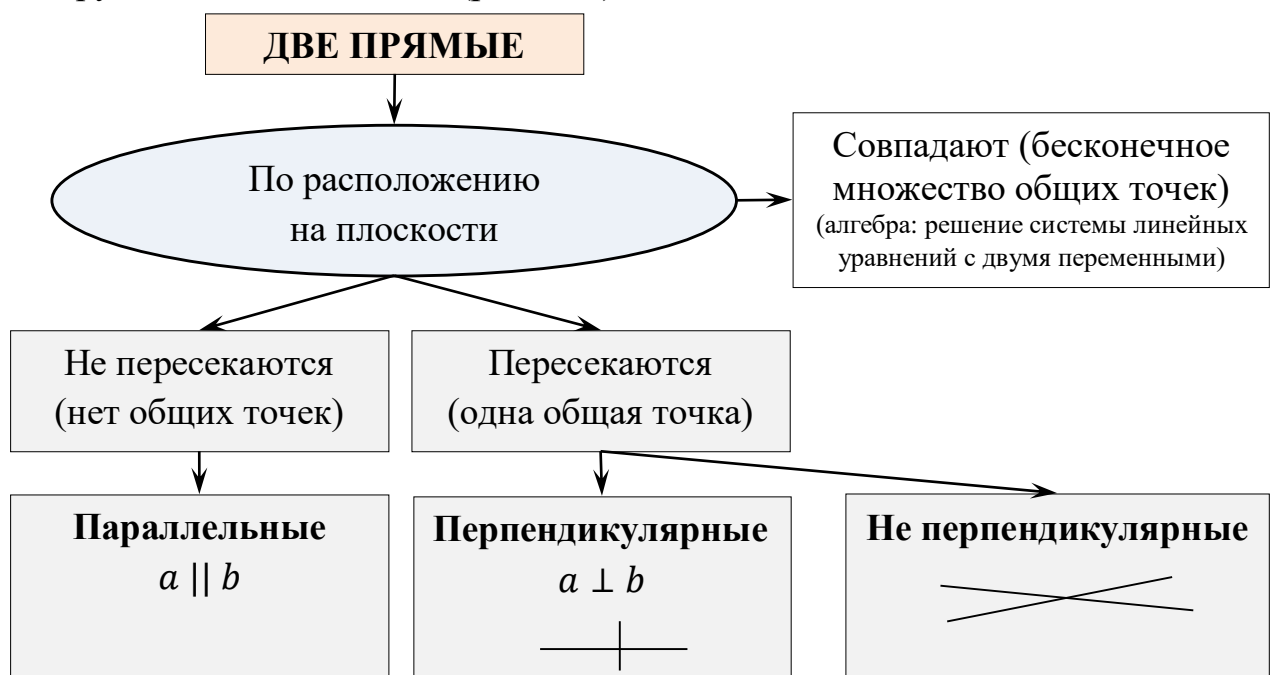 ДВЕ ПРЯМЫЕ
По расположению
на плоскости
Совпадают (бесконечное
множество общих точек)
(алгебра: решение системы линейных
уравнений с двумя переменными)
Не пересекаются
(нет общих точек)
Пересекаются
(одна общая точка)
Параллельные
a || b
Перпендикулярные
a ⊥ b
Не перпендикулярные